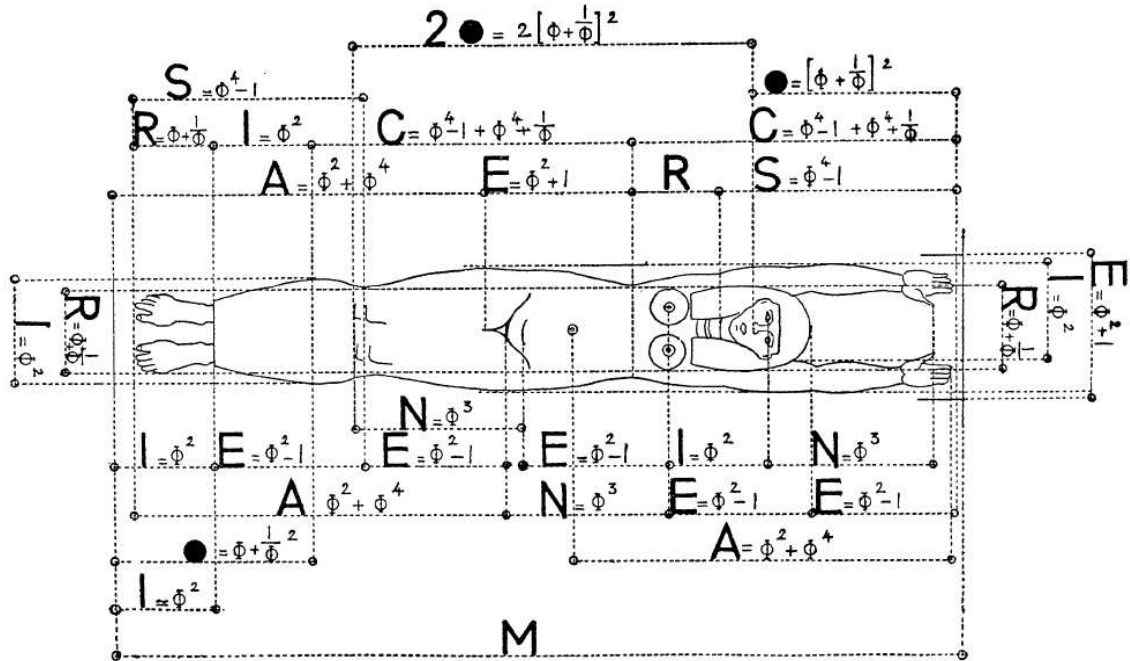 2 ● = 2 [Φ + 1/Φ]²
● = [Φ + 1/Φ]²
S = Φ⁴-1
R = Φ + 1/Φ I = Φ² C = Φ⁴-1 + Φ⁴ + 1/Φ C = Φ⁴-1 + Φ⁴ + 1/Φ
A = Φ² + Φ⁴ E = Φ² + 1 R S = Φ⁴-1
I = Φ²
R = Φ + 1/Φ
R = Φ + 1/Φ
I = Φ²
E = Φ² + 1
N = Φ³
I = Φ² E = Φ²-1 E = Φ²-1 E = Φ²-1 I = Φ² N = Φ³
A Φ² + Φ⁴ N = Φ³ E = Φ²-1 E = Φ²-1
● = Φ + 1/Φ ² A = Φ² + Φ⁴
I ≃ Φ²
M